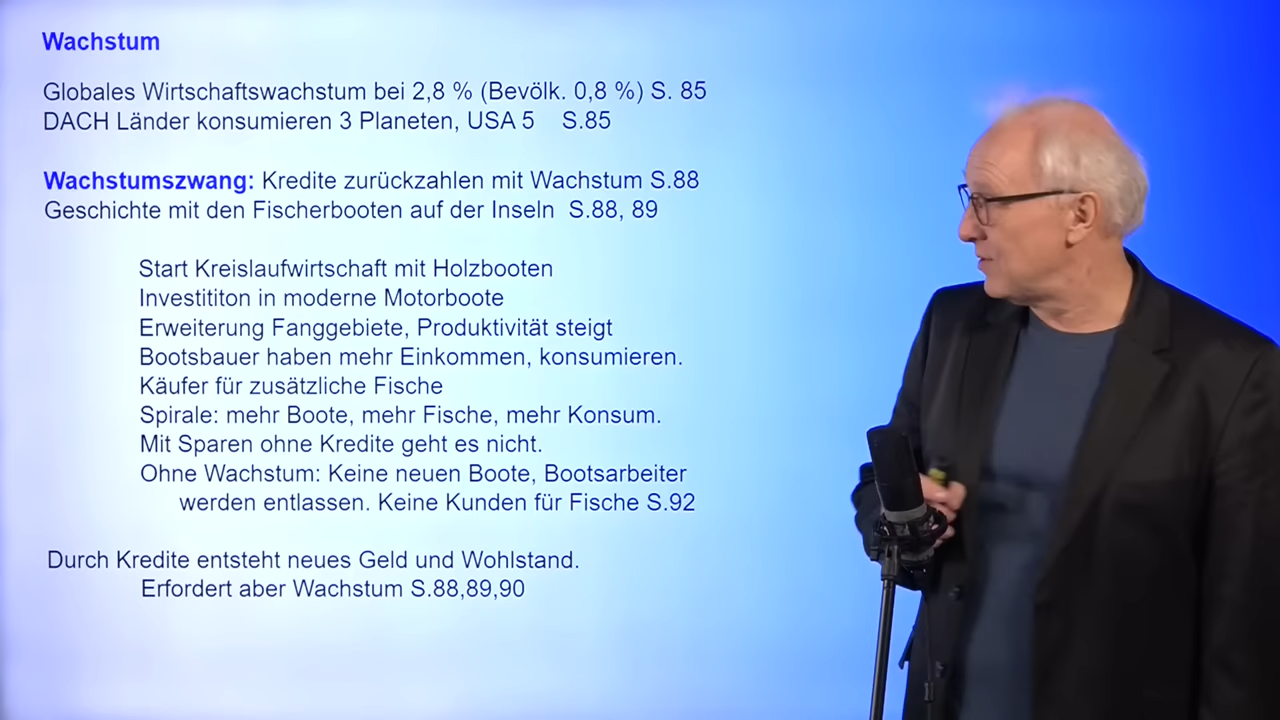 Wachstum
Globales Wirtschaftswachstum bei 2,8 % (Bevölk. 0,8 %) S. 85
DACH Länder konsumieren 3 Planeten, USA 5 S.85
Wachstumszwang: Kredite zurückzahlen mit Wachstum S.88
Geschichte mit den Fischerbooten auf der Inseln S.88, 89
Start Kreislaufwirtschaft mit Holzbooten
Investititon in moderne Motorboote
Erweiterung Fanggebiete, Produktivität steigt
Bootsbauer haben mehr Einkommen, konsumieren.
Käufer für zusätzliche Fische
Spirale: mehr Boote, mehr Fische, mehr Konsum.
Mit Sparen ohne Kredite geht es nicht.
Ohne Wachstum: Keine neuen Boote, Bootsarbeiter
werden entlassen. Keine Kunden für Fische S.92
Durch Kredite entsteht neues Geld und Wohlstand.
Erfordert aber Wachstum S.88,89,90